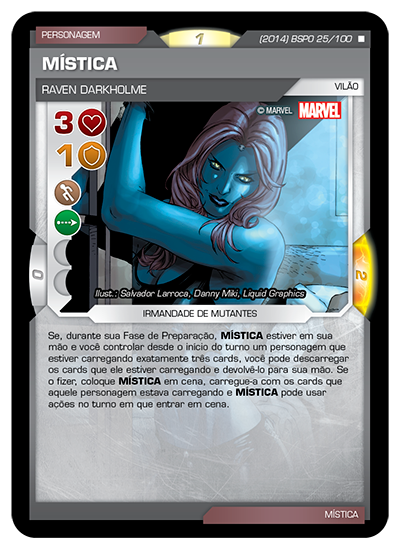 PERSONAGEM
1
(2014) BSP0 25/100
MÍSTICA
RAVEN DARKHOLME
VILÃO
© MARVEL MARVEL
3
1
0
2
Ilust.: Salvador Larroca, Danny Miki, Liquid Graphics
IRMANDADE DE MUTANTES
Se, durante sua Fase de Preparação, MÍSTICA estiver em sua
mão e você controlar desde o início do turno um personagem que
estiver carregando exatamente três cards, você pode descarregar
os cards que ele estiver carregando e devolvê-lo para sua mão. Se
o fizer, coloque MÍSTICA em cena, carregue-a com os cards que
aquele personagem estava carregando e MÍSTICA pode usar
ações no turno em que entrar em cena.
MÍSTICA